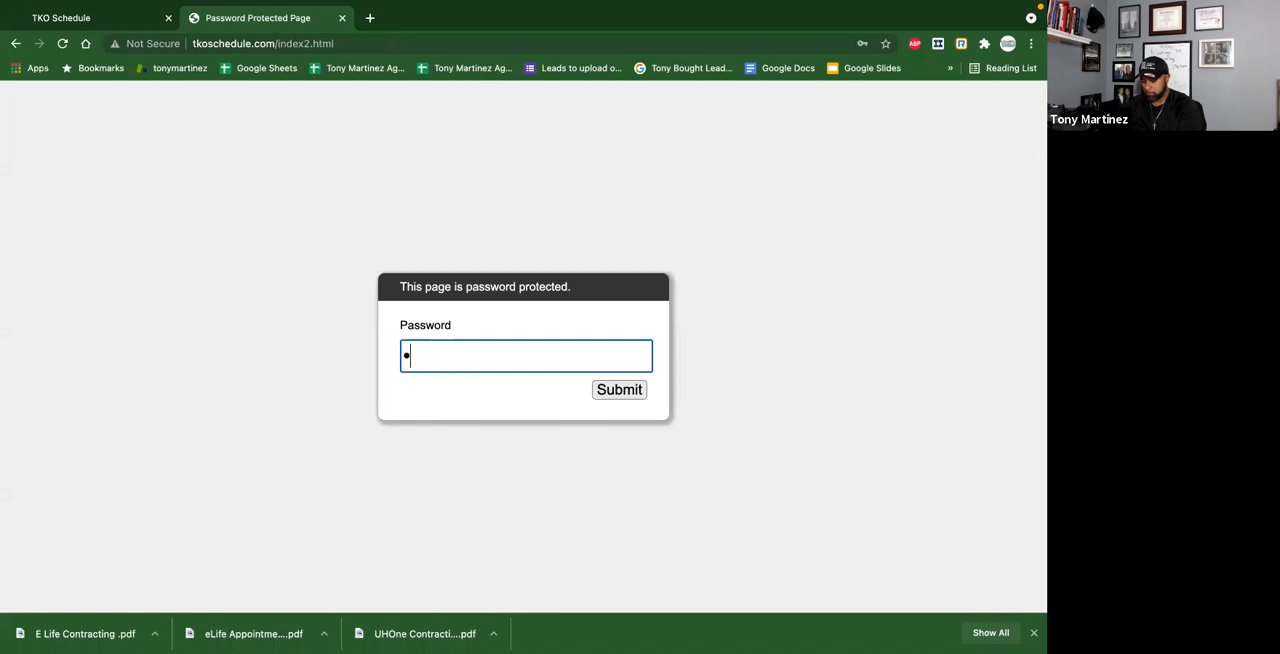 TKO Schedule
Password Protected Page
Not Secure
tkoschedule.com/index2.html
ABP
Apps
Bookmarks
tonymartinez
Google Sheets
Tony Martinez Ag...
Tony Martinez Ag...
Leads to upload o...
Tony Bought Lead...
Google Docs
Google Slides
»
Reading List
Tony Martinez
This page is password protected.
Password
Submit
E Life Contracting .pdf
eLife Appointme....pdf
UHOne Contracti....pdf
Show All